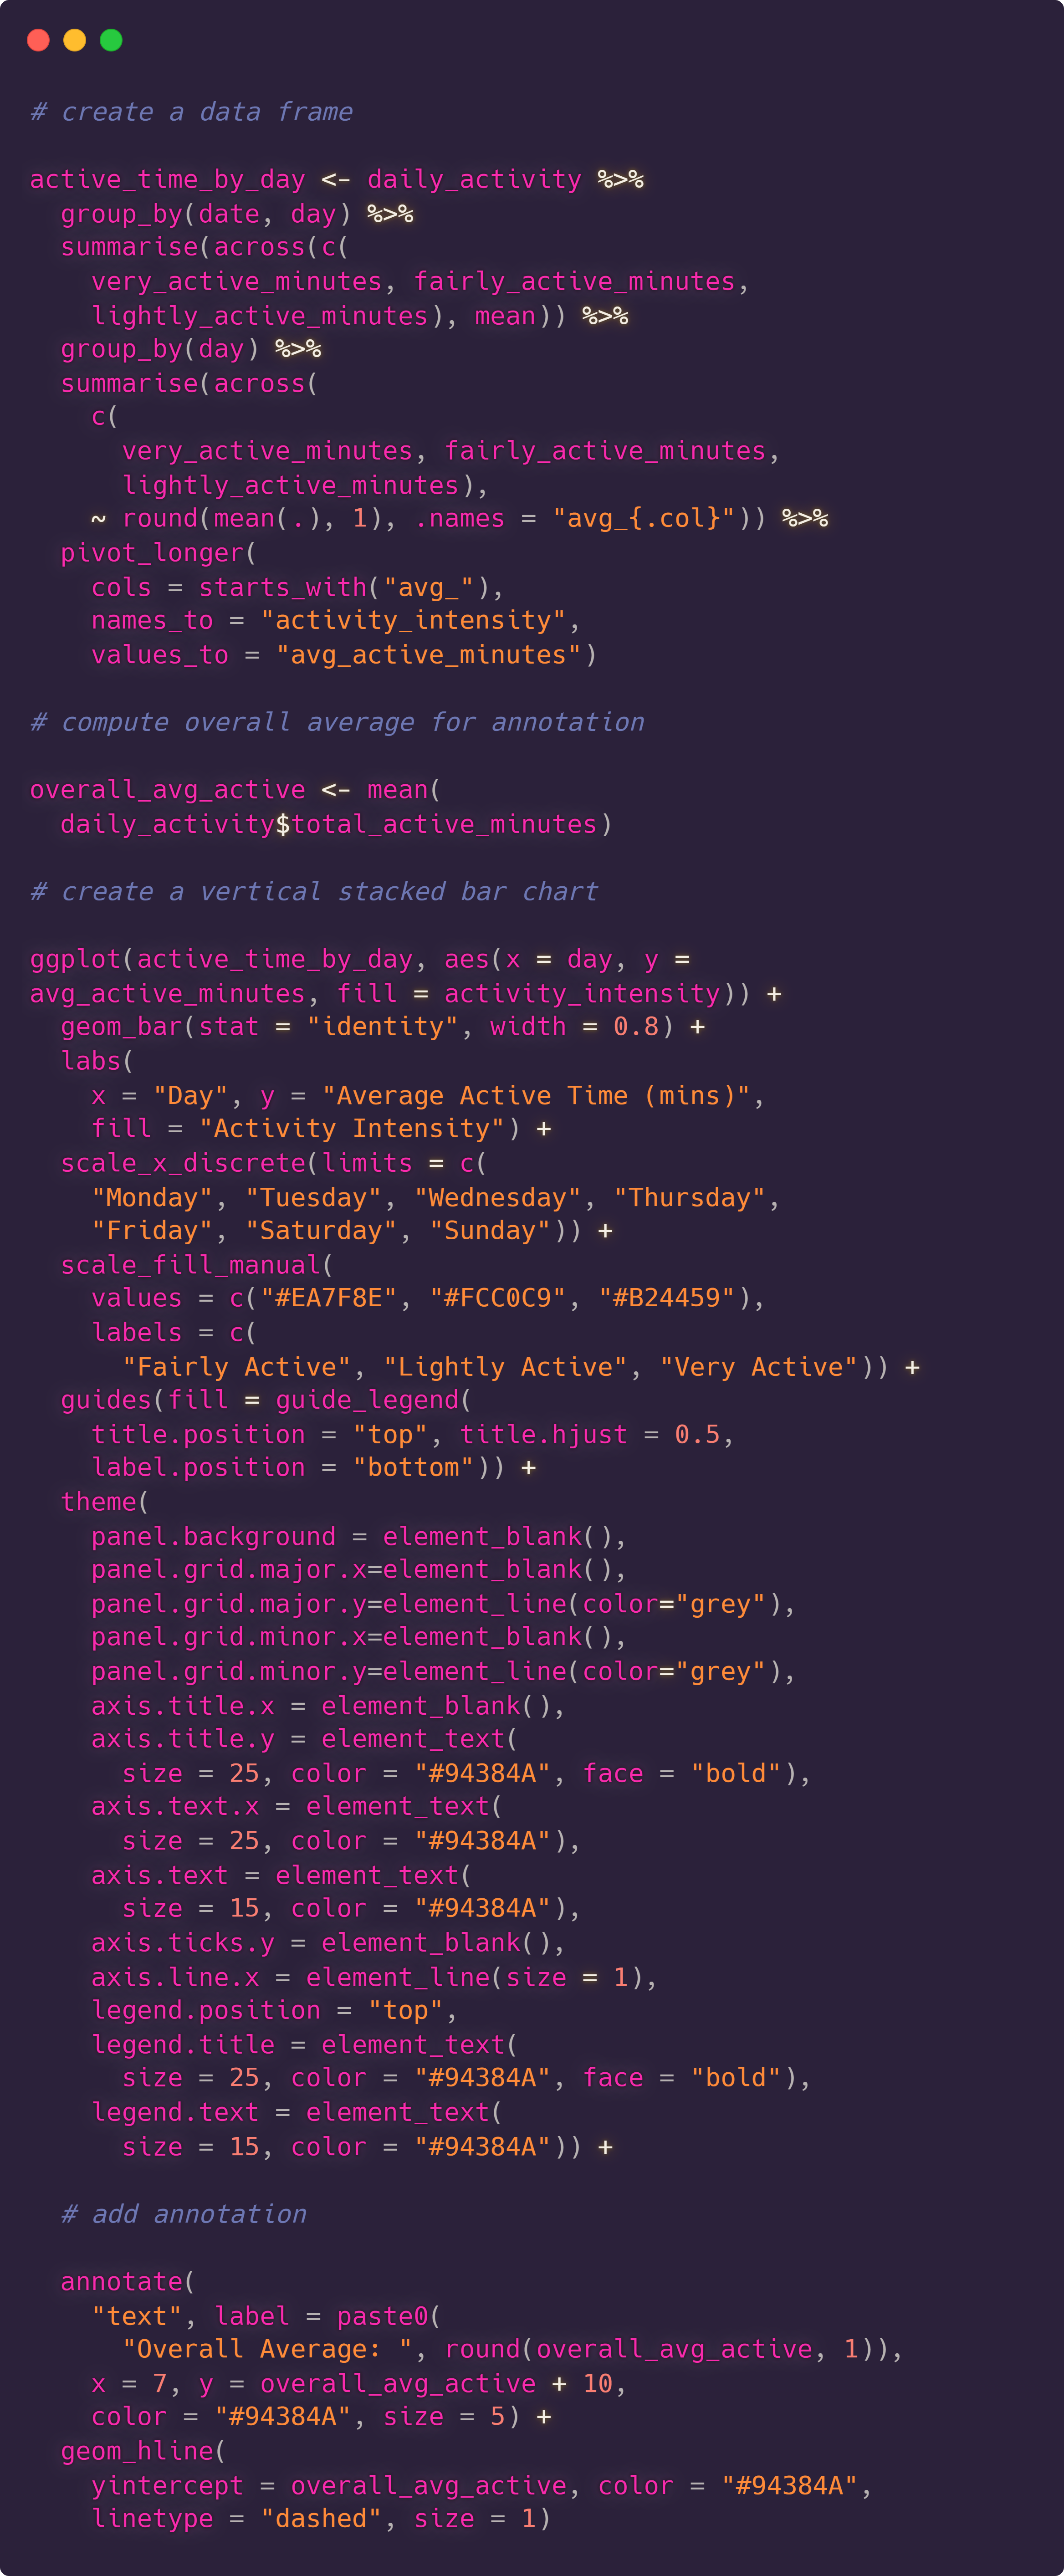 # create a data frame

active_time_by_day <- daily_activity %>%
  group_by(date, day) %>%
  summarise(across(c(
    very_active_minutes, fairly_active_minutes,
    lightly_active_minutes), mean)) %>%
  group_by(day) %>%
  summarise(across(
    c(
      very_active_minutes, fairly_active_minutes,
      lightly_active_minutes),
    ~ round(mean(.), 1), .names = "avg_{.col}")) %>%
  pivot_longer(
    cols = starts_with("avg_"),
    names_to = "activity_intensity",
    values_to = "avg_active_minutes")

# compute overall average for annotation

overall_avg_active <- mean(
  daily_activity$total_active_minutes)

# create a vertical stacked bar chart

ggplot(active_time_by_day, aes(x = day, y =
avg_active_minutes, fill = activity_intensity)) +
  geom_bar(stat = "identity", width = 0.8) +
  labs(
    x = "Day", y = "Average Active Time (mins)",
    fill = "Activity Intensity") +
  scale_x_discrete(limits = c(
    "Monday", "Tuesday", "Wednesday", "Thursday",
    "Friday", "Saturday", "Sunday")) +
  scale_fill_manual(
    values = c("#EA7F8E", "#FCC0C9", "#B24459"),
    labels = c(
      "Fairly Active", "Lightly Active", "Very Active")) +
  guides(fill = guide_legend(
    title.position = "top", title.hjust = 0.5,
    label.position = "bottom")) +
  theme(
    panel.background = element_blank(),
    panel.grid.major.x=element_blank(),
    panel.grid.major.y=element_line(color="grey"),
    panel.grid.minor.x=element_blank(),
    panel.grid.minor.y=element_line(color="grey"),
    axis.title.x = element_blank(),
    axis.title.y = element_text(
      size = 25, color = "#94384A", face = "bold"),
    axis.text.x = element_text(
      size = 25, color = "#94384A"),
    axis.text = element_text(
      size = 15, color = "#94384A"),
    axis.ticks.y = element_blank(),
    axis.line.x = element_line(size = 1),
    legend.position = "top",
    legend.title = element_text(
      size = 25, color = "#94384A", face = "bold"),
    legend.text = element_text(
      size = 15, color = "#94384A")) +

  # add annotation

  annotate(
    "text", label = paste0(
      "Overall Average: ", round(overall_avg_active, 1)),
    x = 7, y = overall_avg_active + 10,
    color = "#94384A", size = 5) +
  geom_hline(
    yintercept = overall_avg_active, color = "#94384A",
    linetype = "dashed", size = 1)